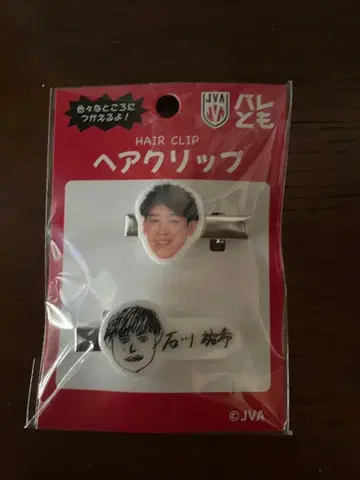 色々なところに
つかえるよ!
JVA
バレとも
HAIR CLIP
ヘアクリップ
石川 祐希
©JVA